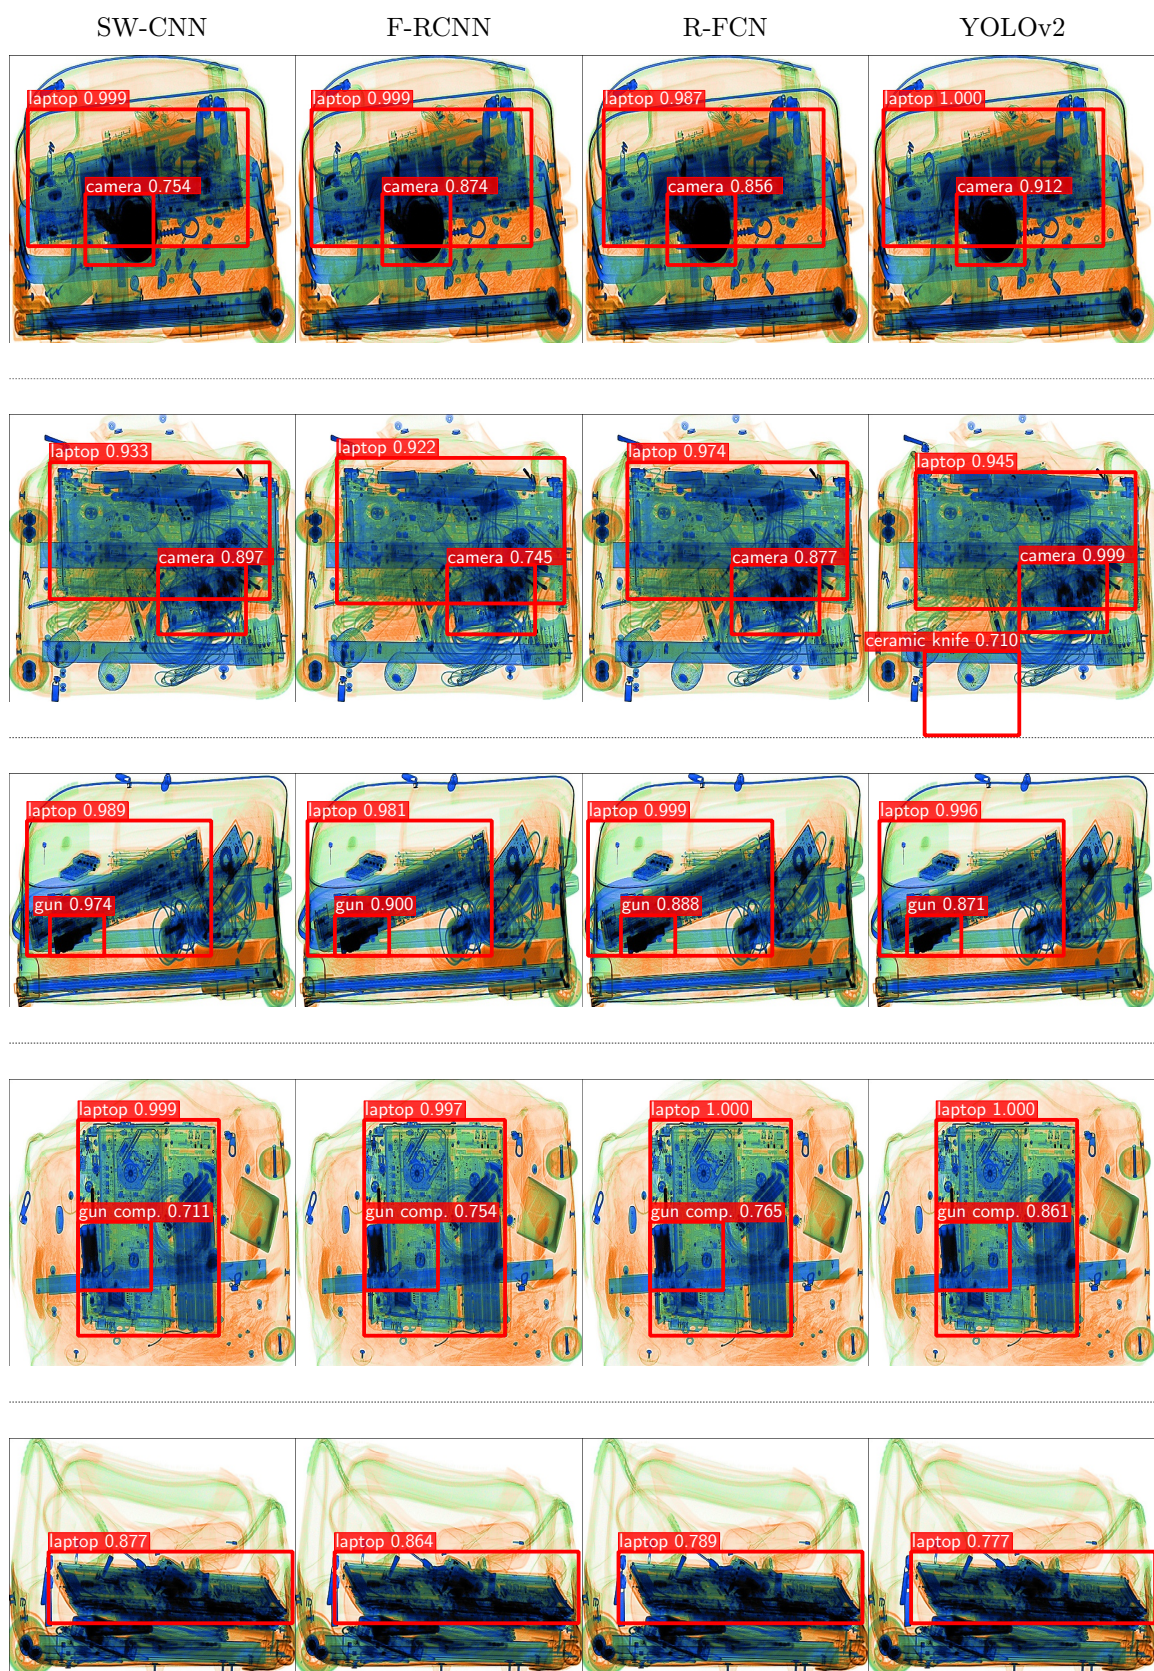 SW-CNN F-RCNN R-FCN YOLOv2
laptop 0.999 laptop 0.999 laptop 0.987 laptop 1.000
camera 0.754 camera 0.874 camera 0.856 camera 0.912
laptop 0.933 laptop 0.922 laptop 0.974 laptop 0.945
camera 0.897 camera 0.745 camera 0.877 camera 0.999
ceramic knife 0.710
laptop 0.989 laptop 0.981 laptop 0.999 laptop 0.996
gun 0.974 gun 0.900 gun 0.888 gun 0.871
laptop 0.999 laptop 0.997 laptop 1.000 laptop 1.000
gun comp. 0.711 gun comp. 0.754 gun comp. 0.765 gun comp. 0.861
laptop 0.877 laptop 0.864 laptop 0.789 laptop 0.777